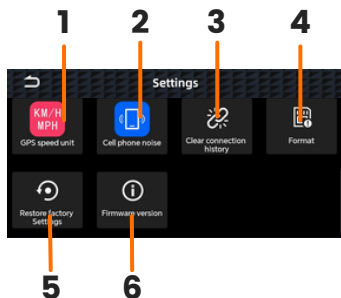 1 2 3 4
Settings
KM/H
MPH
GPS speed unit Cell phone noise Clear connection Format
history
Restore factory Firmware version
Settings
5 6